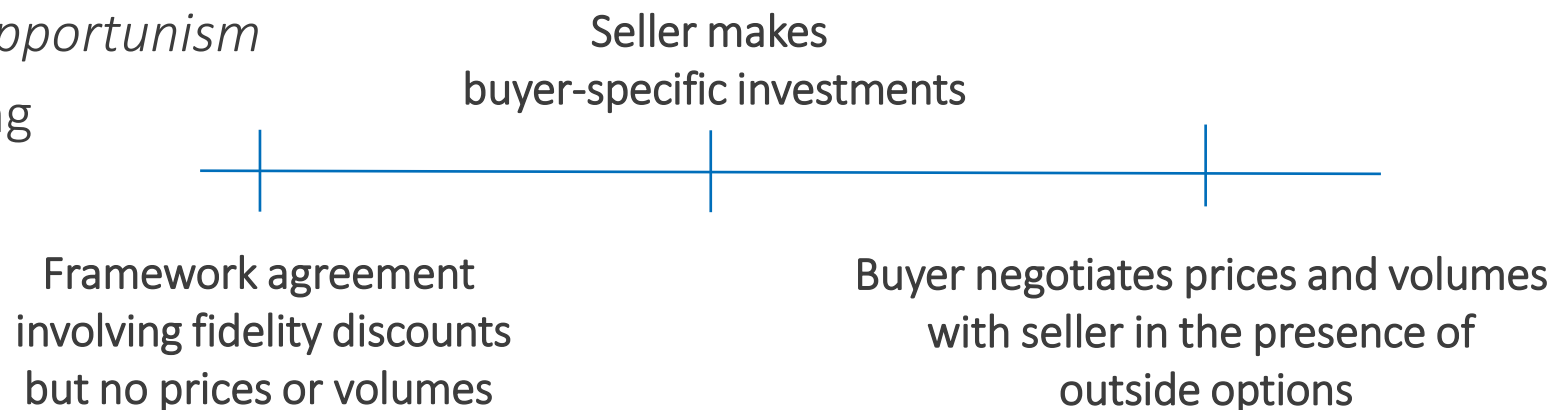 pportunism
g
Seller makes
buyer-specific investments
Framework agreement
involving fidelity discounts
but no prices or volumes
Buyer negotiates prices and volumes
with seller in the presence of
outside options